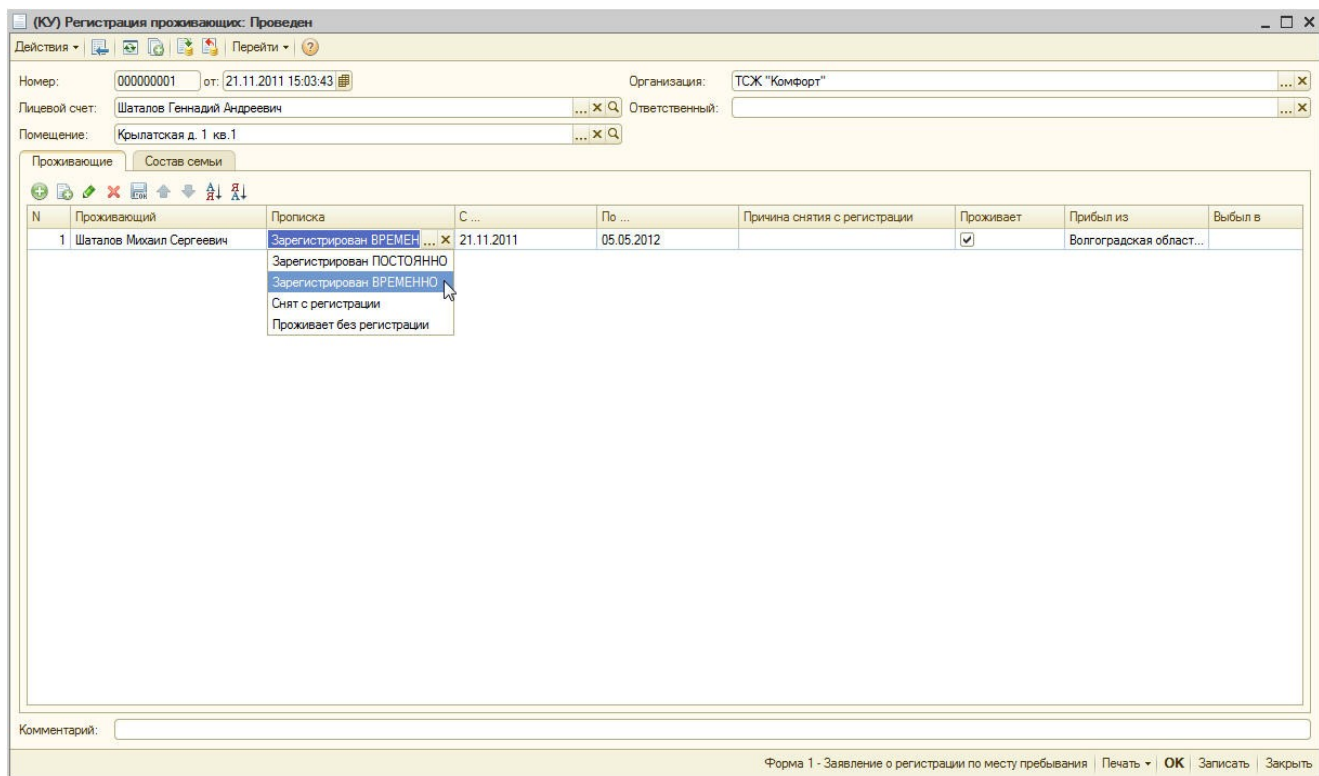 (КУ) Регистрация проживающих: Проведен
Действия Перейти
Номер: 000000001 от: 21.11.2011 15:03:43 Организация: ТСЖ "Комфорт"
Лицевой счет: Шаталов Геннадий Андреевич Ответственный:
Помещение: Крылатская д. 1 кв.1
Проживающие Состав семьи
N Проживающий Прописка С ... По ... Причина снятия с регистрации Проживает Прибыл из Выбыл в
1 Шаталов Михаил Сергеевич Зарегистрирован ВРЕМЕН ... 21.11.2011 05.05.2012 Волгоградская област...
Зарегистрирован ПОСТОЯННО
Зарегистрирован ВРЕМЕННО
Снят с регистрации
Проживает без регистрации
Комментарий:
Форма 1 - Заявление о регистрации по месту пребывания Печать OK Записать Закрыть